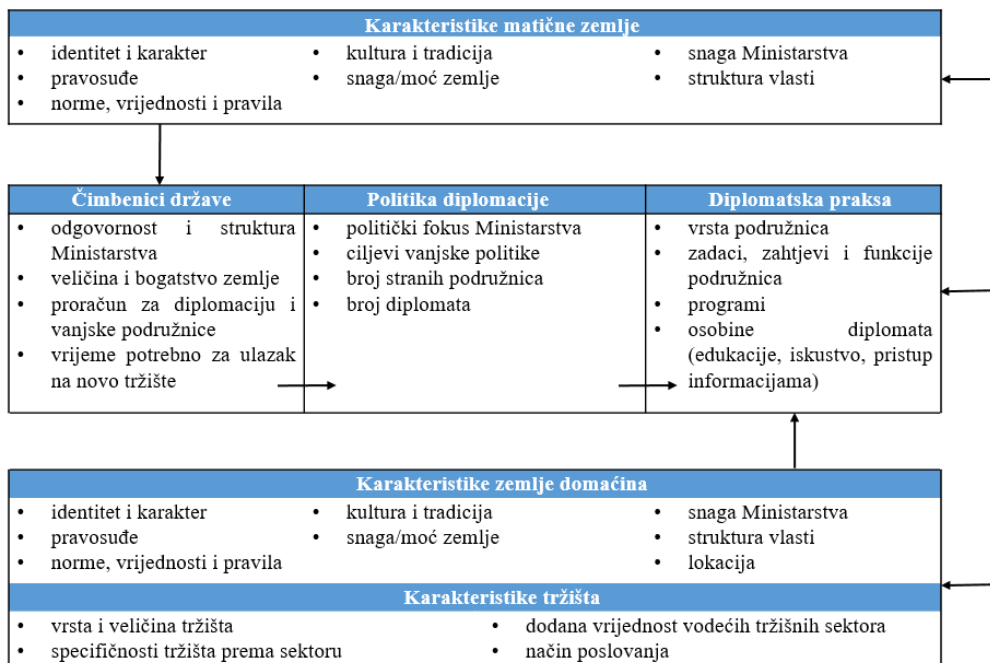 Karakteristike matične zemlje
• identitet i karakter
• pravosuđe
• norme, vrijednosti i pravila
• kultura i tradicija
• snaga/moć zemlje
• snaga Ministarstva
• struktura vlasti
Čimbenici države
• odgovornost i struktura
Ministarstva
• veličina i bogatstvo zemlje
• proračun za diplomaciju i
vanjske podružnice
• vrijeme potrebno za ulazak
na novo tržište
Politika diplomacije
• politički fokus Ministarstva
• ciljevi vanjske politike
• broj stranih podružnica
• broj diplomata
Diplomatska praksa
• vrsta podružnica
• zadaci, zahtjevi i funkcije
podružnica
• programi
• osobine diplomata
(edukacije, iskustvo, pristup
informacijama)
Karakteristike zemlje domaćina
• identitet i karakter
• pravosuđe
• norme, vrijednosti i pravila
• kultura i tradicija
• snaga/moć zemlje
• snaga Ministarstva
• struktura vlasti
• lokacija
Karakteristike tržišta
• vrsta i veličina tržišta
• specifičnosti tržišta prema sektoru
• dodana vrijednost vodećih tržišnih sektora
• način poslovanja